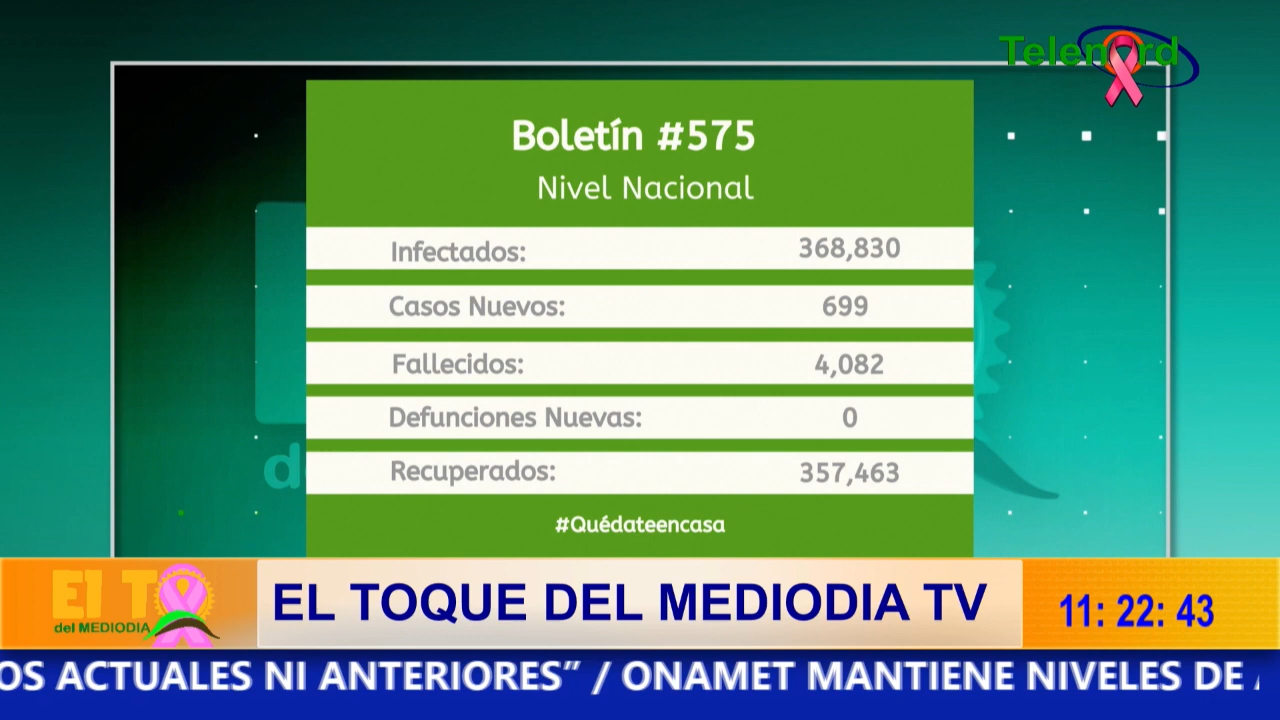 Telenord
Boletín #575
Nivel Nacional
Infectados: 368,830
Casos Nuevos: 699
Fallecidos: 4,082
Defunciones Nuevas: 0
Recuperados: 357,463
#Quédateencasa
El TO
del MEDIODIA
EL TOQUE DEL MEDIODIA TV
11: 22: 43
OS ACTUALES NI ANTERIORES” / ONAMET MANTIENE NIVELES DE